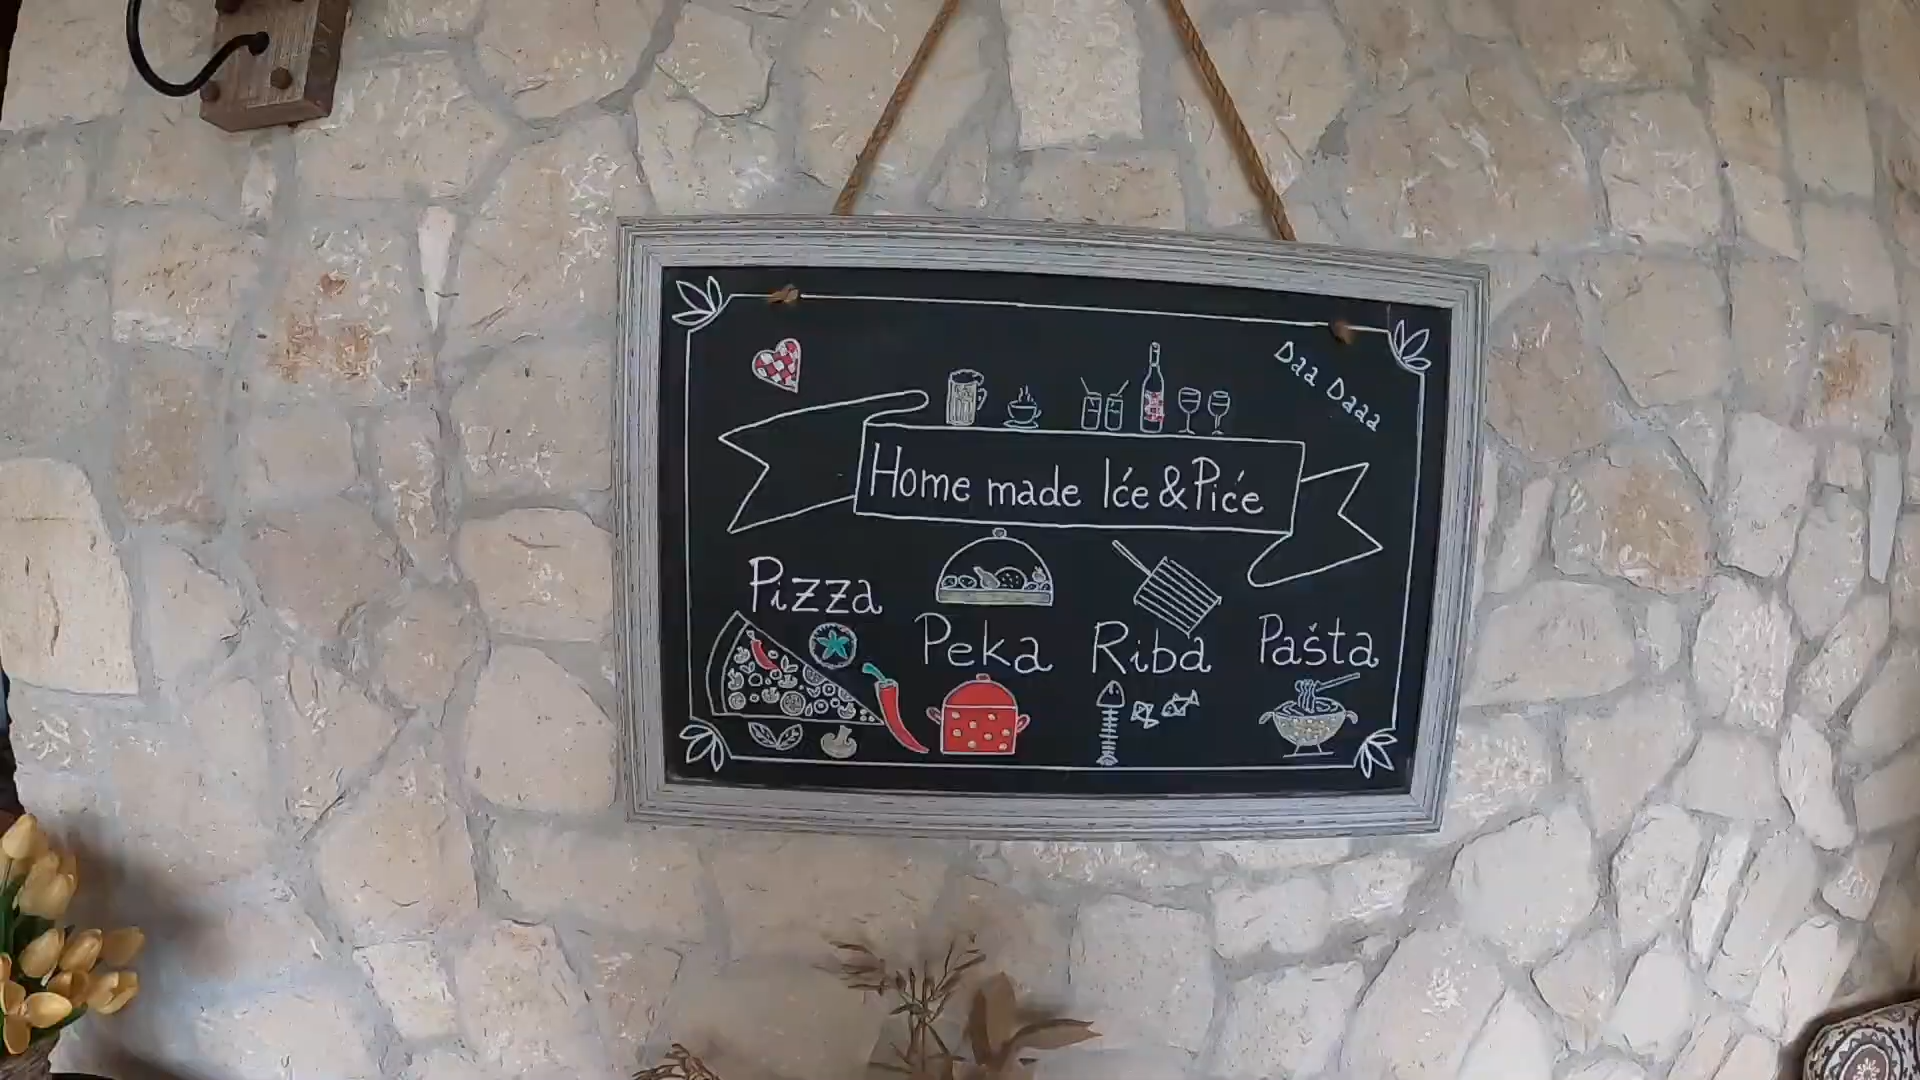 Daa Daaa
Home made Iće & Piće
Pizza
Peka
Riba
Pašta